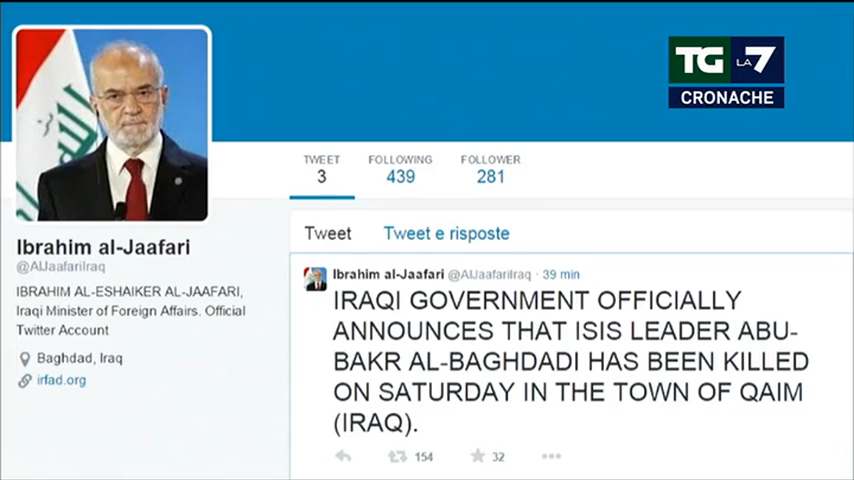 TG LA 7
CRONACHE
TWEET FOLLOWING FOLLOWER
3 439 281
Ibrahim al-Jaafari
@AlJaafariIraq
IBRAHIM AL-ESHAIKER AL-JAAFARI,
Iraqi Minister of Foreign Affairs. Official
Twitter Account
Baghdad, Iraq
irfad.org
Tweet Tweet e risposte
Ibrahim al-Jaafari @AlJaafariIraq · 39 min
IRAQI GOVERNMENT OFFICIALLY
ANNOUNCES THAT ISIS LEADER ABU-
BAKR AL-BAGHDADI HAS BEEN KILLED
ON SATURDAY IN THE TOWN OF QAIM
(IRAQ).
154 32